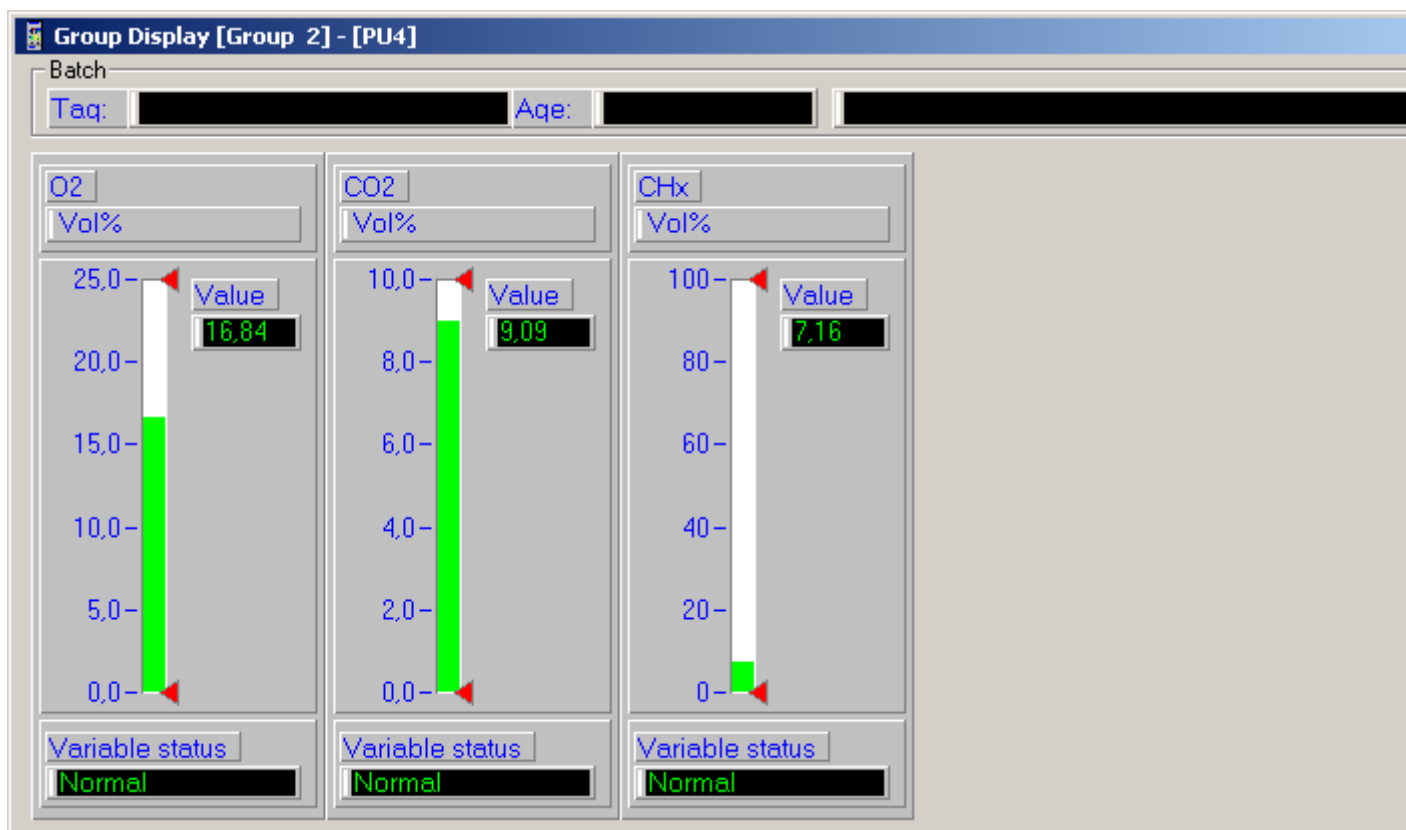 Group Display [Group 2] - [PU4]
Batch
Tag: Age:
O2
Vol%
25,0
20,0
15,0
10,0
5,0
0,0
Value
16,84
Variable status
Normal
CO2
Vol%
10,0
8,0
6,0
4,0
2,0
0,0
Value
9,09
Variable status
Normal
CHx
Vol%
100
80
60
40
20
0
Value
7,16
Variable status
Normal